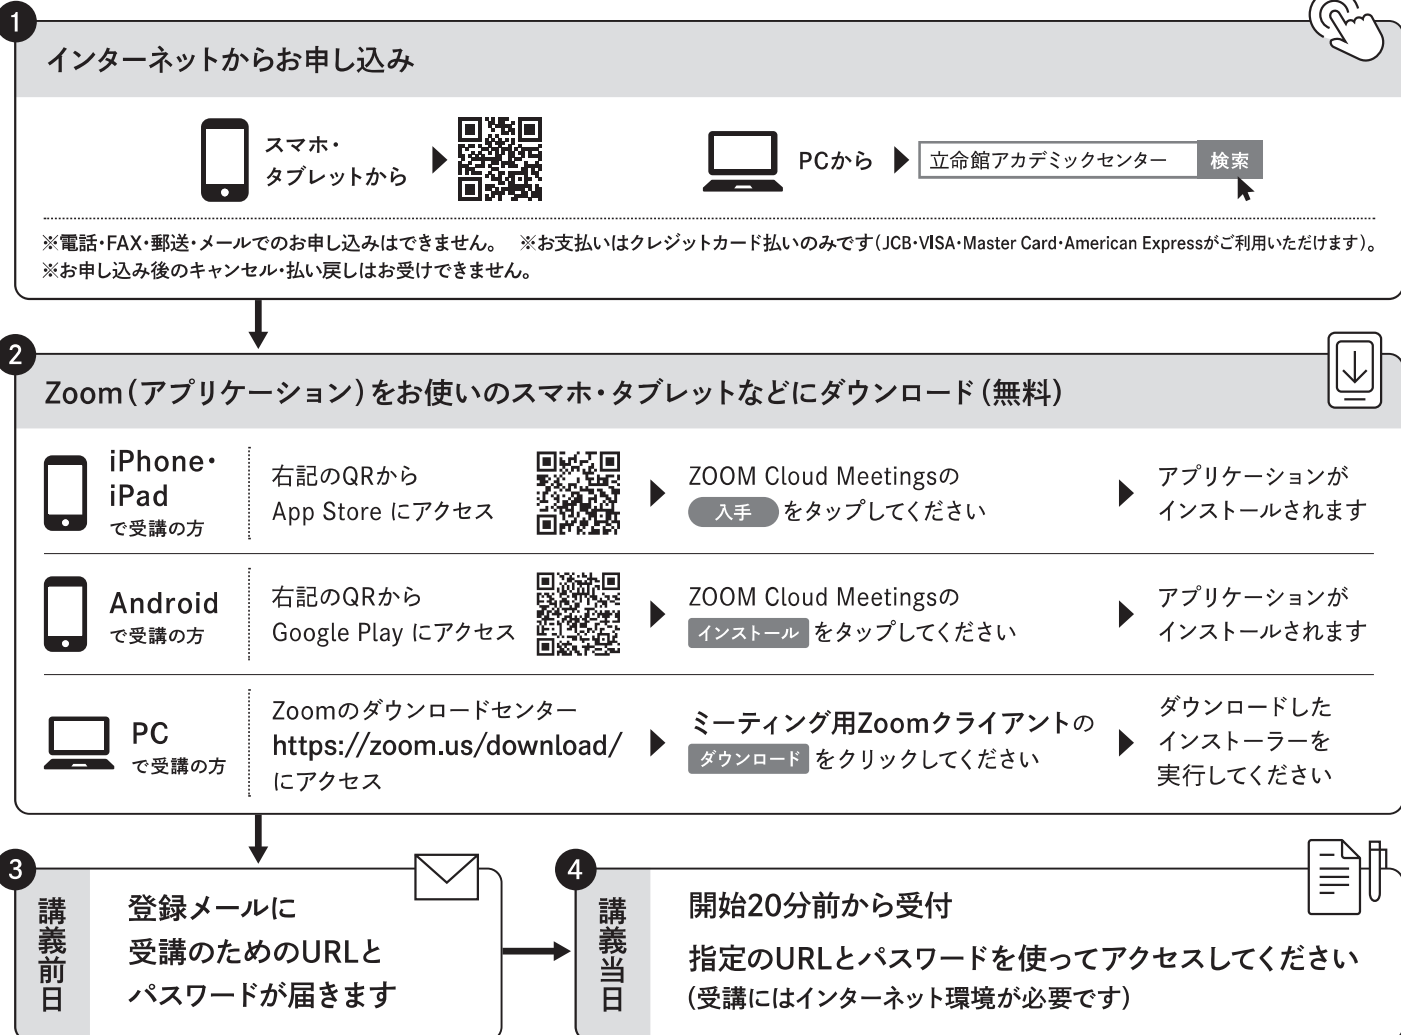 1
インターネットからお申し込み
スマホ・
タブレットから
PCから
立命館アカデミックセンター 検索
※電話・FAX・郵送・メールでのお申し込みはできません。 ※お支払いはクレジットカード払いのみです(JCB・VISA・Master Card・American Expressがご利用いただけます)。
※お申し込み後のキャンセル・払い戻しはお受けできません。
2
Zoom(アプリケーション)をお使いのスマホ・タブレットなどにダウンロード(無料)
iPhone・
iPad
で受講の方
右記のQRから
App Store にアクセス
ZOOM Cloud Meetingsの
入手 をタップしてください
アプリケーションが
インストールされます
Android
で受講の方
右記のQRから
Google Play にアクセス
ZOOM Cloud Meetingsの
インストール をタップしてください
アプリケーションが
インストールされます
PC
で受講の方
Zoomのダウンロードセンター
https://zoom.us/download/
にアクセス
ミーティング用Zoomクライアントの
ダウンロード をクリックしてください
ダウンロードした
インストーラーを
実行してください
3
講義前日
登録メールに
受講のためのURLと
パスワードが届きます
4
講義当日
開始20分前から受付
指定のURLとパスワードを使ってアクセスしてください
(受講にはインターネット環境が必要です)